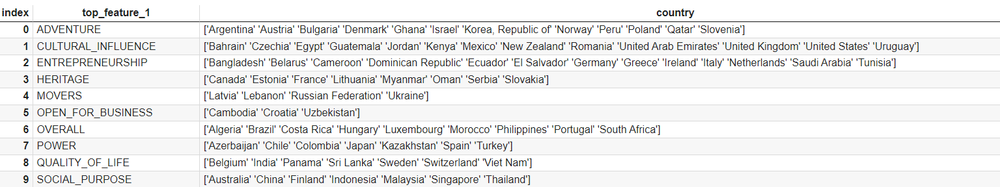 index top_feature_1 country
0 ADVENTURE ['Argentina' 'Austria' 'Bulgaria' 'Denmark' 'Ghana' 'Israel' 'Korea, Republic of' 'Norway' 'Peru' 'Poland' 'Qatar' 'Slovenia']
1 CULTURAL_INFLUENCE ['Bahrain' 'Czechia' 'Egypt' 'Guatemala' 'Jordan' 'Kenya' 'Mexico' 'New Zealand' 'Romania' 'United Arab Emirates' 'United Kingdom' 'United States' 'Uruguay']
2 ENTREPRENEURSHIP ['Bangladesh' 'Belarus' 'Cameroon' 'Dominican Republic' 'Ecuador' 'El Salvador' 'Germany' 'Greece' 'Ireland' 'Italy' 'Netherlands' 'Saudi Arabia' 'Tunisia']
3 HERITAGE ['Canada' 'Estonia' 'France' 'Lithuania' 'Myanmar' 'Oman' 'Serbia' 'Slovakia']
4 MOVERS ['Latvia' 'Lebanon' 'Russian Federation' 'Ukraine']
5 OPEN_FOR_BUSINESS ['Cambodia' 'Croatia' 'Uzbekistan']
6 OVERALL ['Algeria' 'Brazil' 'Costa Rica' 'Hungary' 'Luxembourg' 'Morocco' 'Philippines' 'Portugal' 'South Africa']
7 POWER ['Azerbaijan' 'Chile' 'Colombia' 'Japan' 'Kazakhstan' 'Spain' 'Turkey']
8 QUALITY_OF_LIFE ['Belgium' 'India' 'Panama' 'Sri Lanka' 'Sweden' 'Switzerland' 'Viet Nam']
9 SOCIAL_PURPOSE ['Australia' 'China' 'Finland' 'Indonesia' 'Malaysia' 'Singapore' 'Thailand']